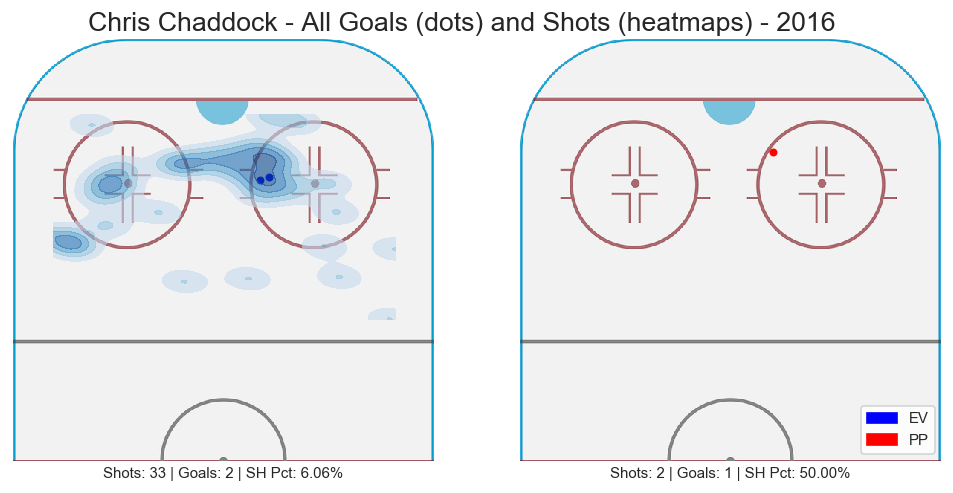 Chris Chaddock - All Goals (dots) and Shots (heatmaps) - 2016
EV
PP
Shots: 33 | Goals: 2 | SH Pct: 6.06%
Shots: 2 | Goals: 1 | SH Pct: 50.00%